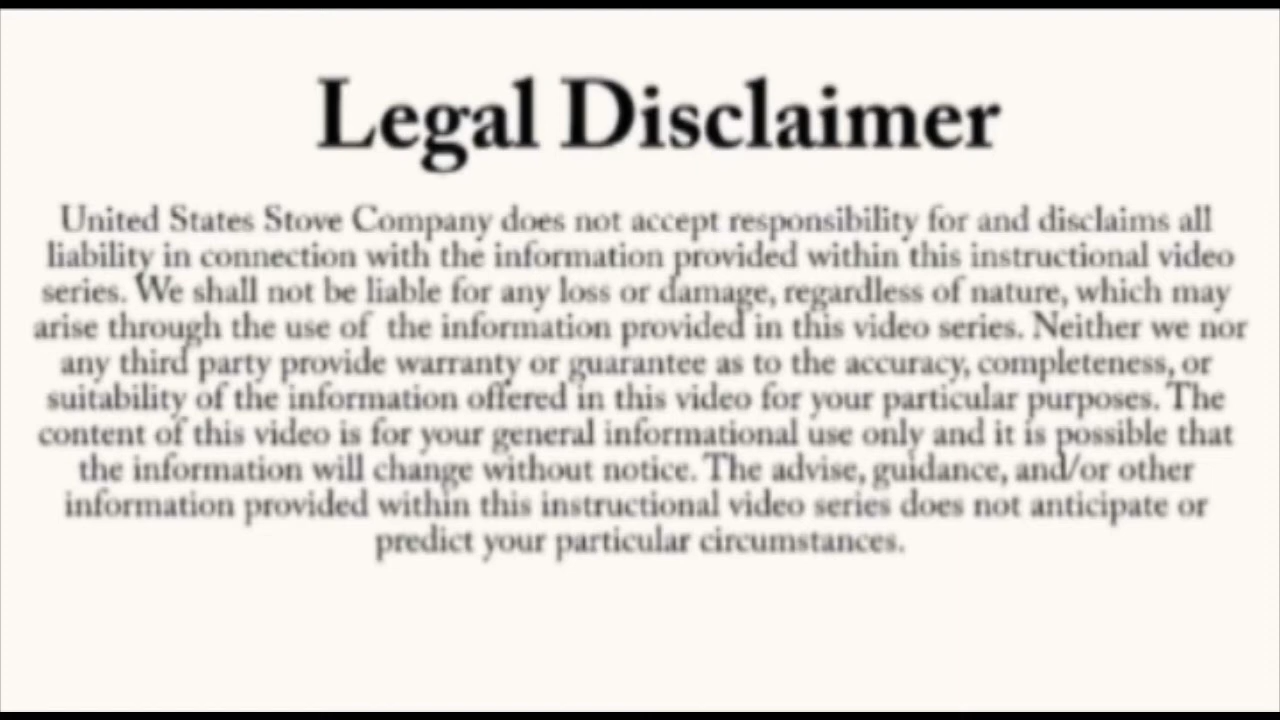 Legal Disclaimer
United States Stove Company does not accept responsibility for and disclaims all
liability in connection with the information provided within this instructional video
series. We shall not be liable for any loss or damage, regardless of nature, which may
arise through the use of the information provided in this video series. Neither we nor
any third party provide warranty or guarantee as to the accuracy, completeness, or
suitability of the information offered in this video for your particular purposes. The
content of this video is for your general informational use only and it is possible that
the information will change without notice. The advise, guidance, and/or other
information provided within this instructional video series does not anticipate or
predict your particular circumstances.